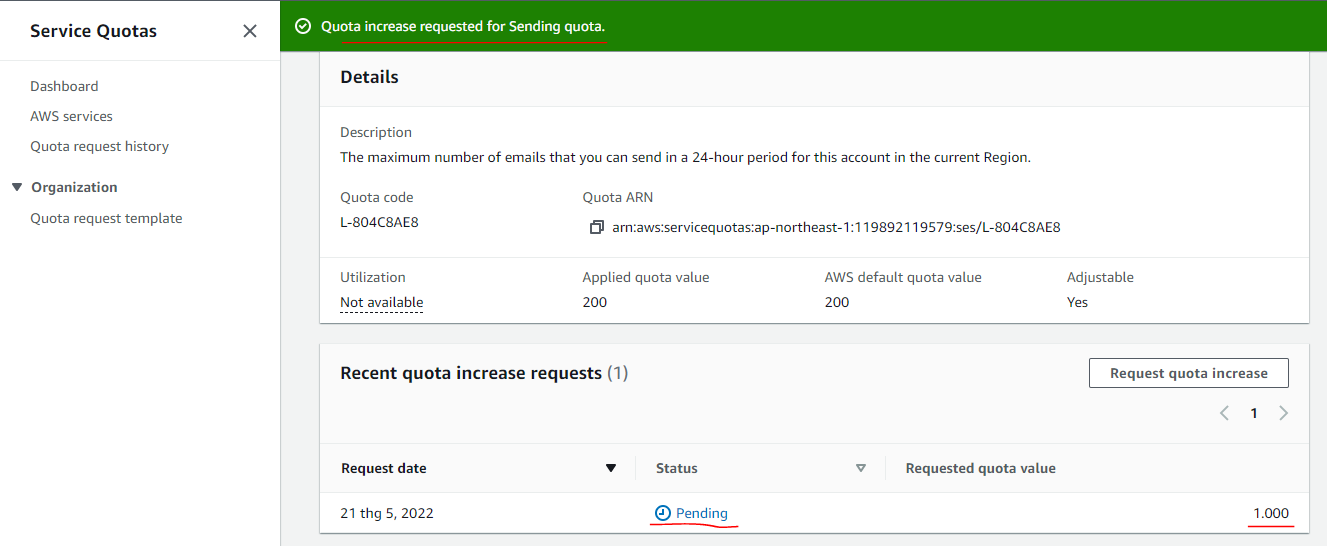 Service Quotas
Dashboard
AWS services
Quota request history
Organization
Quota request template
Quota increase requested for Sending quota.
Details
Description
The maximum number of emails that you can send in a 24-hour period for this account in the current Region.
Quota code Quota ARN
L-804C8AE8 arn:aws:servicequotas:ap-northeast-1:119892119579:ses/L-804C8AE8
Utilization Applied quota value AWS default quota value Adjustable
Not available 200 200 Yes
Recent quota increase requests (1) Request quota increase
1
Request date Status Requested quota value
21 thg 5, 2022 Pending 1.000